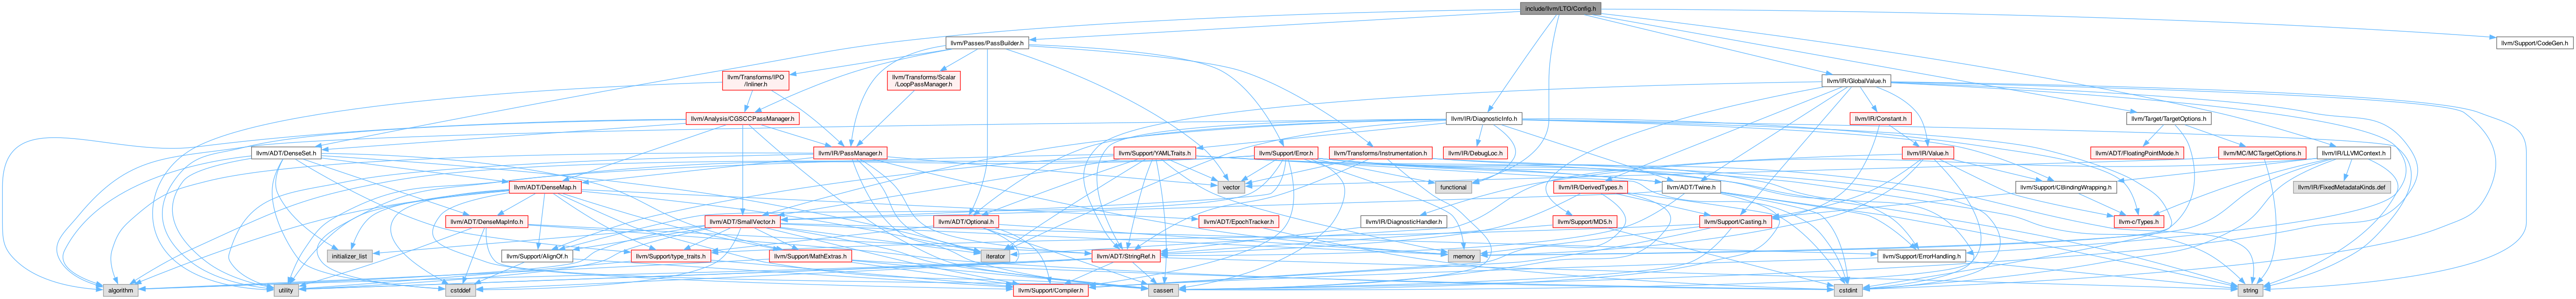 include/llvm/LTO/Config.h
llvm/Passes/PassBuilder.h
llvm/Support/CodeGen.h
llvm/Transforms/IPO
/Inliner.h
llvm/Transforms/Scalar
/LoopPassManager.h
llvm/IR/GlobalValue.h
llvm/Analysis/CGSCCPassManager.h
llvm/IR/DiagnosticInfo.h
llvm/IR/Constant.h
llvm/Target/TargetOptions.h
llvm/ADT/DenseSet.h
llvm/IR/PassManager.h
llvm/Support/YAMLTraits.h
llvm/IR/DebugLoc.h
llvm/Support/Error.h
llvm/Transforms/Instrumentation.h
llvm/IR/Value.h
llvm/ADT/FloatingPointMode.h
llvm/MC/MCTargetOptions.h
llvm/IR/LLVMContext.h
llvm/ADT/DenseMap.h
vector
functional
llvm/IR/DerivedTypes.h
llvm/ADT/Twine.h
llvm/Support/CBindingWrapping.h
llvm/IR/FixedMetadataKinds.def
llvm/ADT/DenseMapInfo.h
llvm/ADT/SmallVector.h
llvm/ADT/Optional.h
llvm/ADT/EpochTracker.h
llvm/IR/DiagnosticHandler.h
llvm/Support/MD5.h
llvm/Support/Casting.h
llvm-c/Types.h
initializer_list
llvm/Support/AlignOf.h
llvm/Support/type_traits.h
llvm/Support/MathExtras.h
iterator
llvm/ADT/StringRef.h
memory
llvm/Support/ErrorHandling.h
algorithm
utility
cstddef
llvm/Support/Compiler.h
cassert
cstdint
string